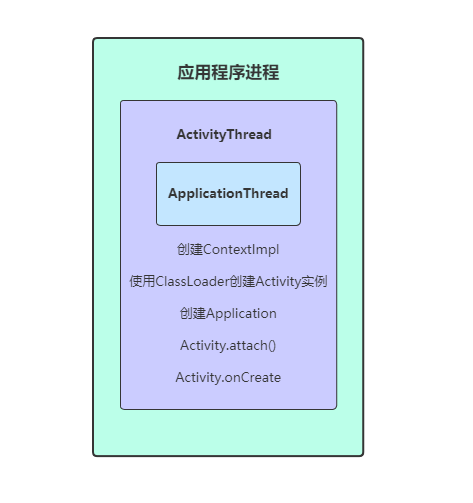 应用程序进程
ActivityThread
ApplicationThread
创建ContextImpl
使用ClassLoader创建Activity实例
创建Application
Activity.attach()
Activity.onCreate